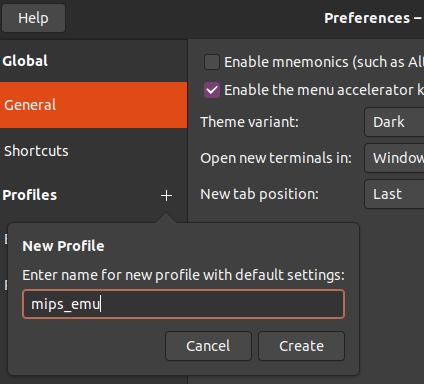 Help
Preferences –
Global
General
Shortcuts
Profiles
Enable mnemonics (such as Al
Enable the menu accelerator k
Theme variant:
Dark
Open new terminals in:
Window
New tab position:
Last
New Profile
Enter name for new profile with default settings:
mips_emu
Cancel
Create